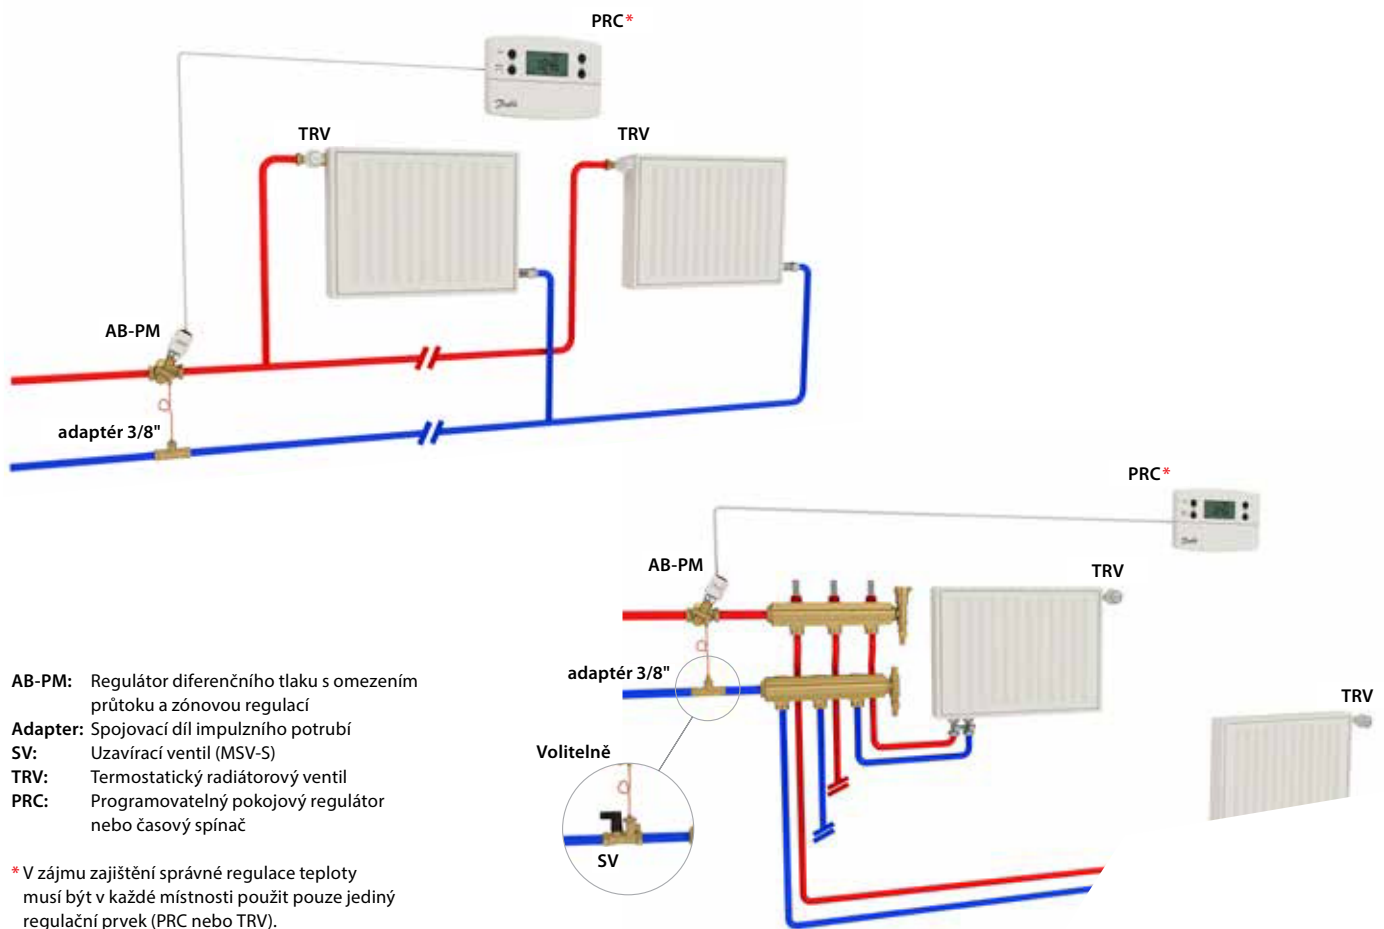 PRC*
TRV
TRV
AB-PM
adaptér 3/8"
PRC*
AB-PM
TRV
adaptér 3/8"
TRV
Volitelně
SV
AB-PM: Regulátor diferenčního tlaku s omezením
průtoku a zónovou regulací
Adapter: Spojovací díl impulzního potrubí
SV: Uzavírací ventil (MSV-S)
TRV: Termostatický radiátorový ventil
PRC: Programovatelný pokojový regulátor
nebo časový spínač
* V zájmu zajištění správné regulace teploty
musí být v každé místnosti použit pouze jediný
regulační prvek (PRC nebo TRV).